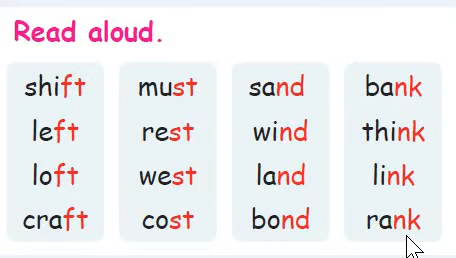 Read aloud.
shift must sand bank
left rest wind think
loft west land link
craft cost bond rank